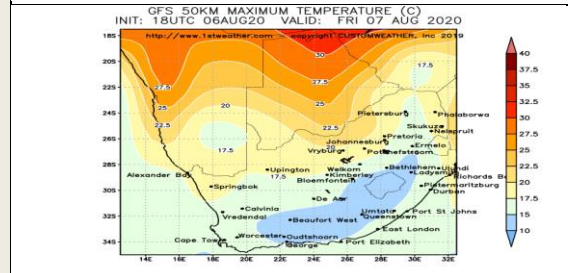 GFS 50KM MAXIMUM TEMPERATURE (C)
INIT: 18UTC 06AUG20 VALID: FRI 07 AUG 2020
http://www.1stweather.com - copyright CUSTOMWEATHER, Inc 2019
18S
20S
22S
24S
26S
28S
30S
32S
34S
14E 16E 18E 20E 22E 24E 26E 28E 30E 32E
30
27.5
27.5
25
22.5
20
17.5
17.5
25
22.5
20
17.5
Pietersburg
Phalaborwa
Skukuza
Nelspruit
Pretoria
Johannesburg
Ermelo
Vryburg
Potchefstroom
Welkom
Bethlehem
Ulundi
Ladysmith
Richards B
Alexander Bay
Upington
Kimberley
Bloemfontein
Pietermaritzburg
Durban
Springbok
De Aar
Calvinia
Vredendal
Beaufort West
Umtata
Port St Johns
Queenstown
East London
Cape Town
Worcester
Oudtshoorn
George
Port Elizabeth
40
37.5
35
32.5
30
27.5
25
22.5
20
17.5
15
10